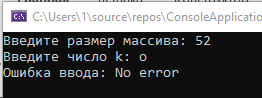 C:\Users\1\source\repos\ConsoleApplication
Введите размер массива: 52
Введите число k: o
Ошибка ввода: No error